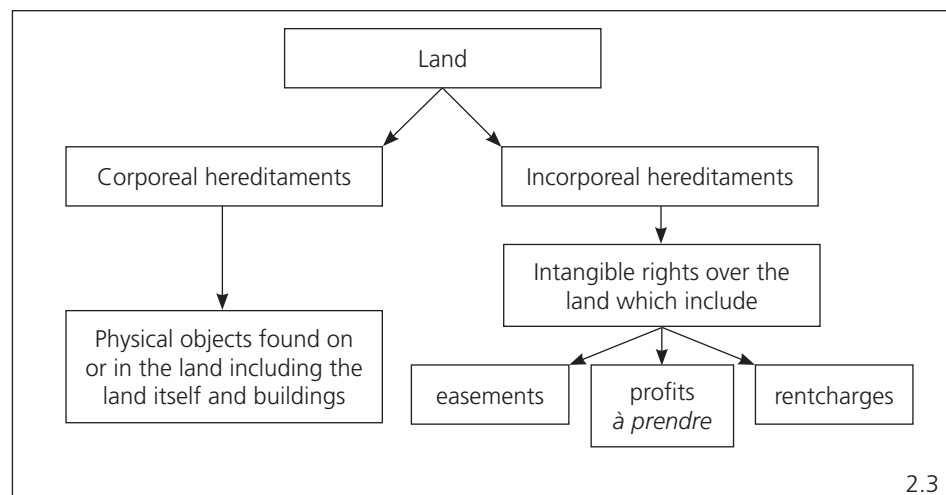 Land
Corporeal hereditaments
Incorporeal hereditaments
Intangible rights over the
land which include
Physical objects found on
or in the land including the
land itself and buildings
easements
profits
à prendre
rentcharges
2.3